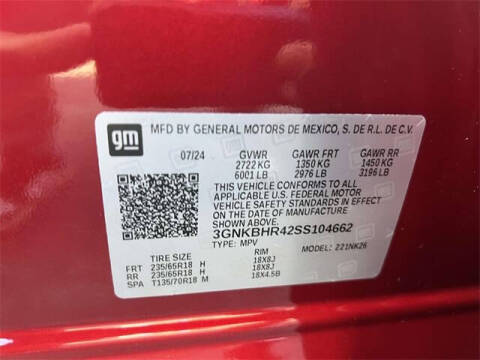 gm
MFD BY GENERAL MOTORS DE MEXICO, S. DE R.L. DE C.V.
07/24 GVWR GAWR FRT GAWR RR
2722 KG 1350 KG 1450 KG
6001 LB 2976 LB 3196 LB
THIS VEHICLE CONFORMS TO ALL
APPLICABLE U.S. FEDERAL MOTOR
VEHICLE SAFETY STANDARDS IN EFFECT
ON THE DATE OF MANUFACTURE
SHOWN ABOVE.
3GNKBHR42SS104662
TYPE: MPV MODEL: 221NK26
TIRE SIZE RIM
FRT 235/65R18 H 18X8J
RR 235/65R18 H 18X8J
SPA T135/70R18 M 18X4.5B